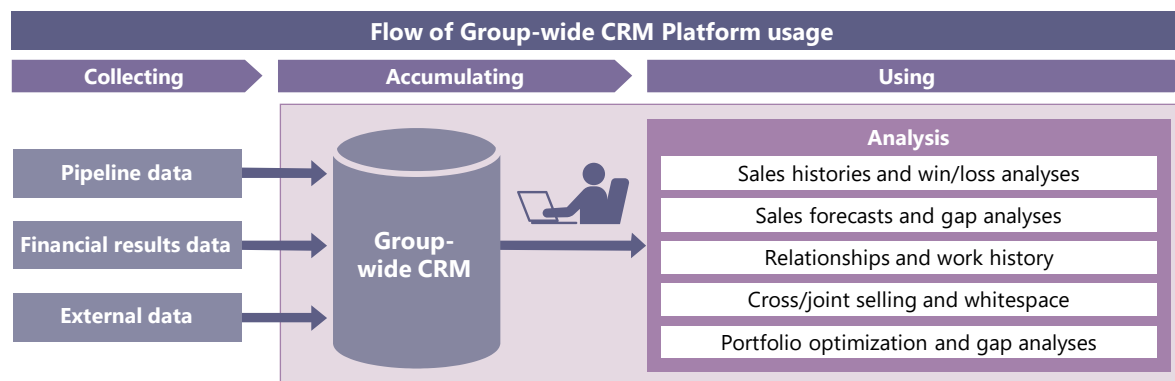 Flow of Group-wide CRM Platform usage
Collecting
Accumulating
Using
Pipeline data
Financial results data
External data
Group-
wide CRM
Analysis
Sales histories and win/loss analyses
Sales forecasts and gap analyses
Relationships and work history
Cross/joint selling and whitespace
Portfolio optimization and gap analyses